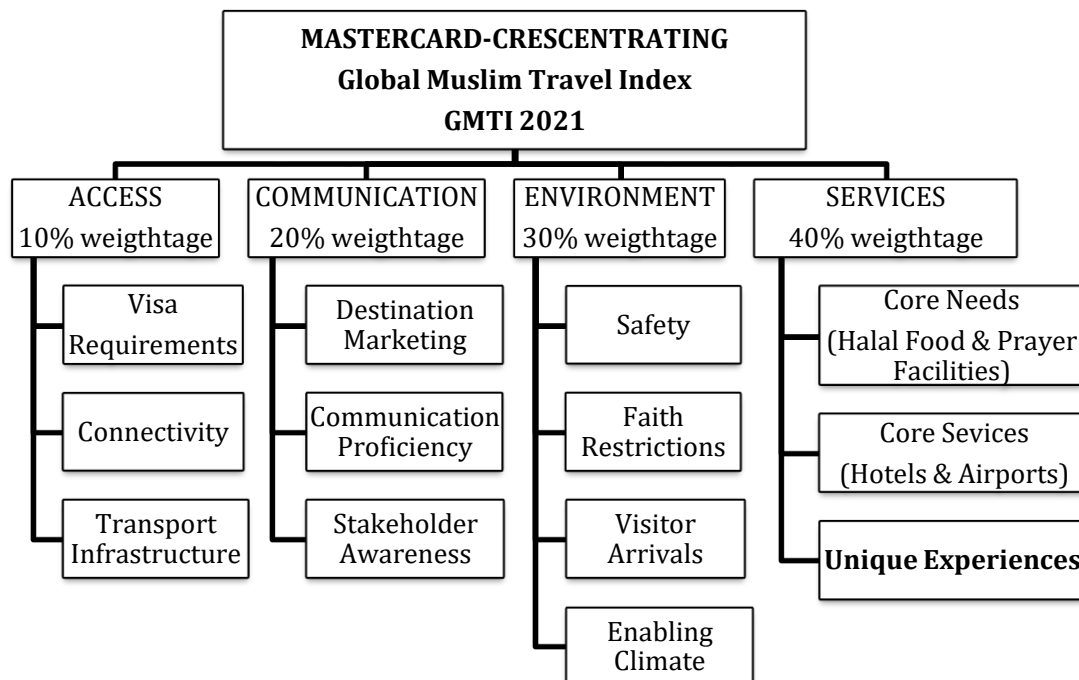 MASTERCARD-CRESCENTRATING
Global Muslim Travel Index
GMTI 2021
ACCESS
10% weigthtage
Visa
Requirements
Connectivity
Transport
Infrastructure
COMMUNICATION
20% weigthtage
Destination
Marketing
Communication
Proficiency
Stakeholder
Awareness
ENVIRONMENT
30% weigthtage
Safety
Faith
Restrictions
Visitor
Arrivals
Enabling
Climate
SERVICES
40% weigthtage
Core Needs
(Halal Food & Prayer
Facilities)
Core Sevices
(Hotels & Airports)
Unique Experiences